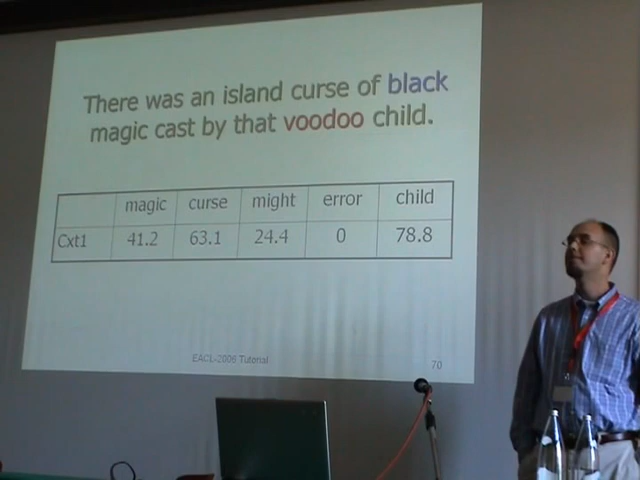 There was an island curse of black
magic cast by that voodoo child.
magic curse might error child
Cxt1 41.2 63.1 24.4 0 78.8
EACL-2006 Tutorial 70